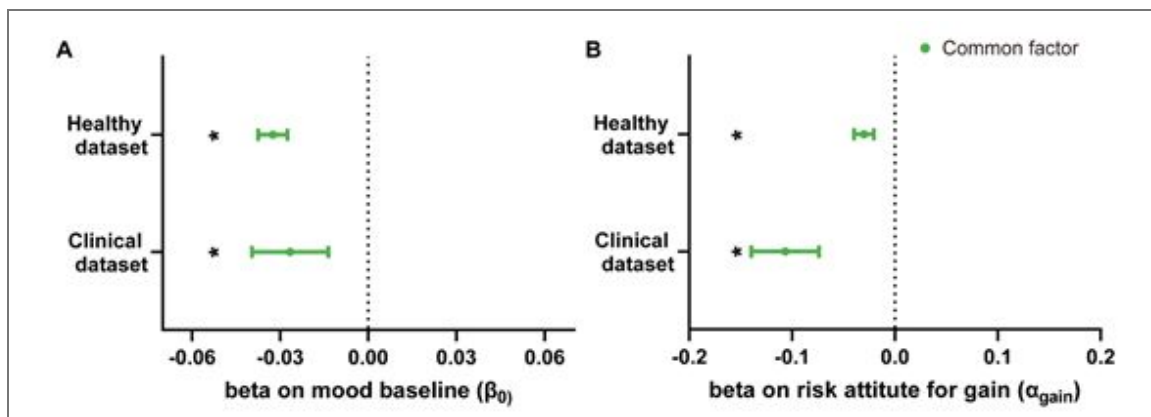 A
Healthy
dataset
*
Clinical
dataset
*
-0.06 -0.03 0.00 0.03 0.06
beta on mood baseline (β₀)
B
Common factor
Healthy
dataset
*
Clinical
dataset
*
-0.2 -0.1 0.0 0.1 0.2
beta on risk attitute for gain (α_gain)